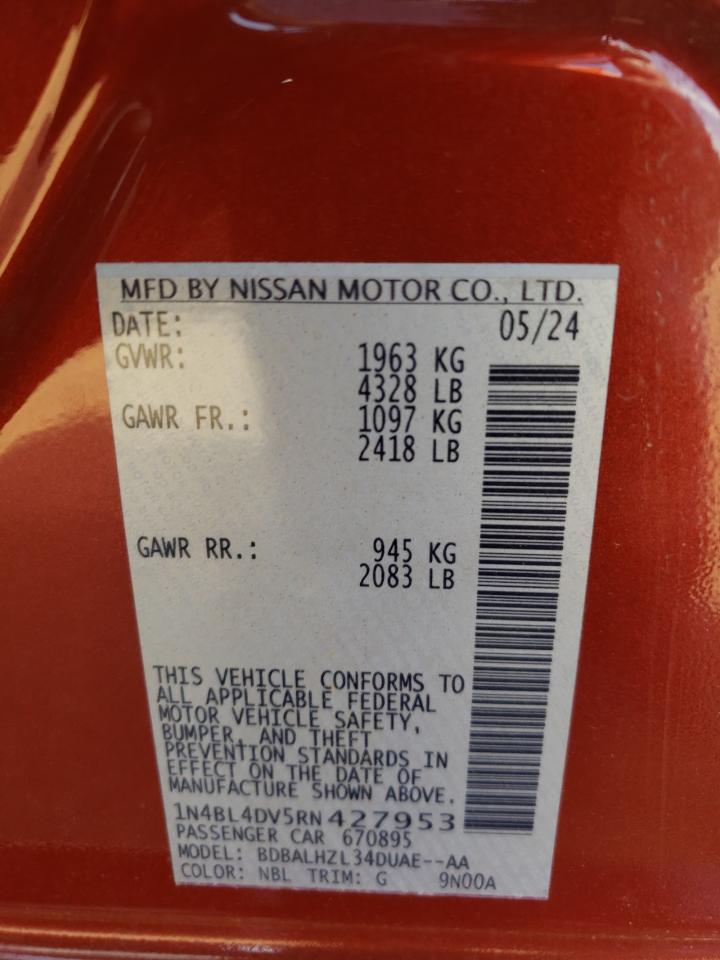 MFD BY NISSAN MOTOR CO., LTD.
DATE: 05/24
GVWR: 1963 KG
4328 LB
GAWR FR.: 1097 KG
2418 LB
GAWR RR.: 945 KG
2083 LB
THIS VEHICLE CONFORMS TO
ALL APPLICABLE FEDERAL
MOTOR VEHICLE SAFETY,
BUMPER, AND THEFT
PREVENTION STANDARDS IN
EFFECT ON THE DATE OF
MANUFACTURE SHOWN ABOVE.
1N4BL4DV5RN427953
PASSENGER CAR 670895
MODEL: BDBALHZL34DUAE--AA
COLOR: NBL TRIM: G 9N00A